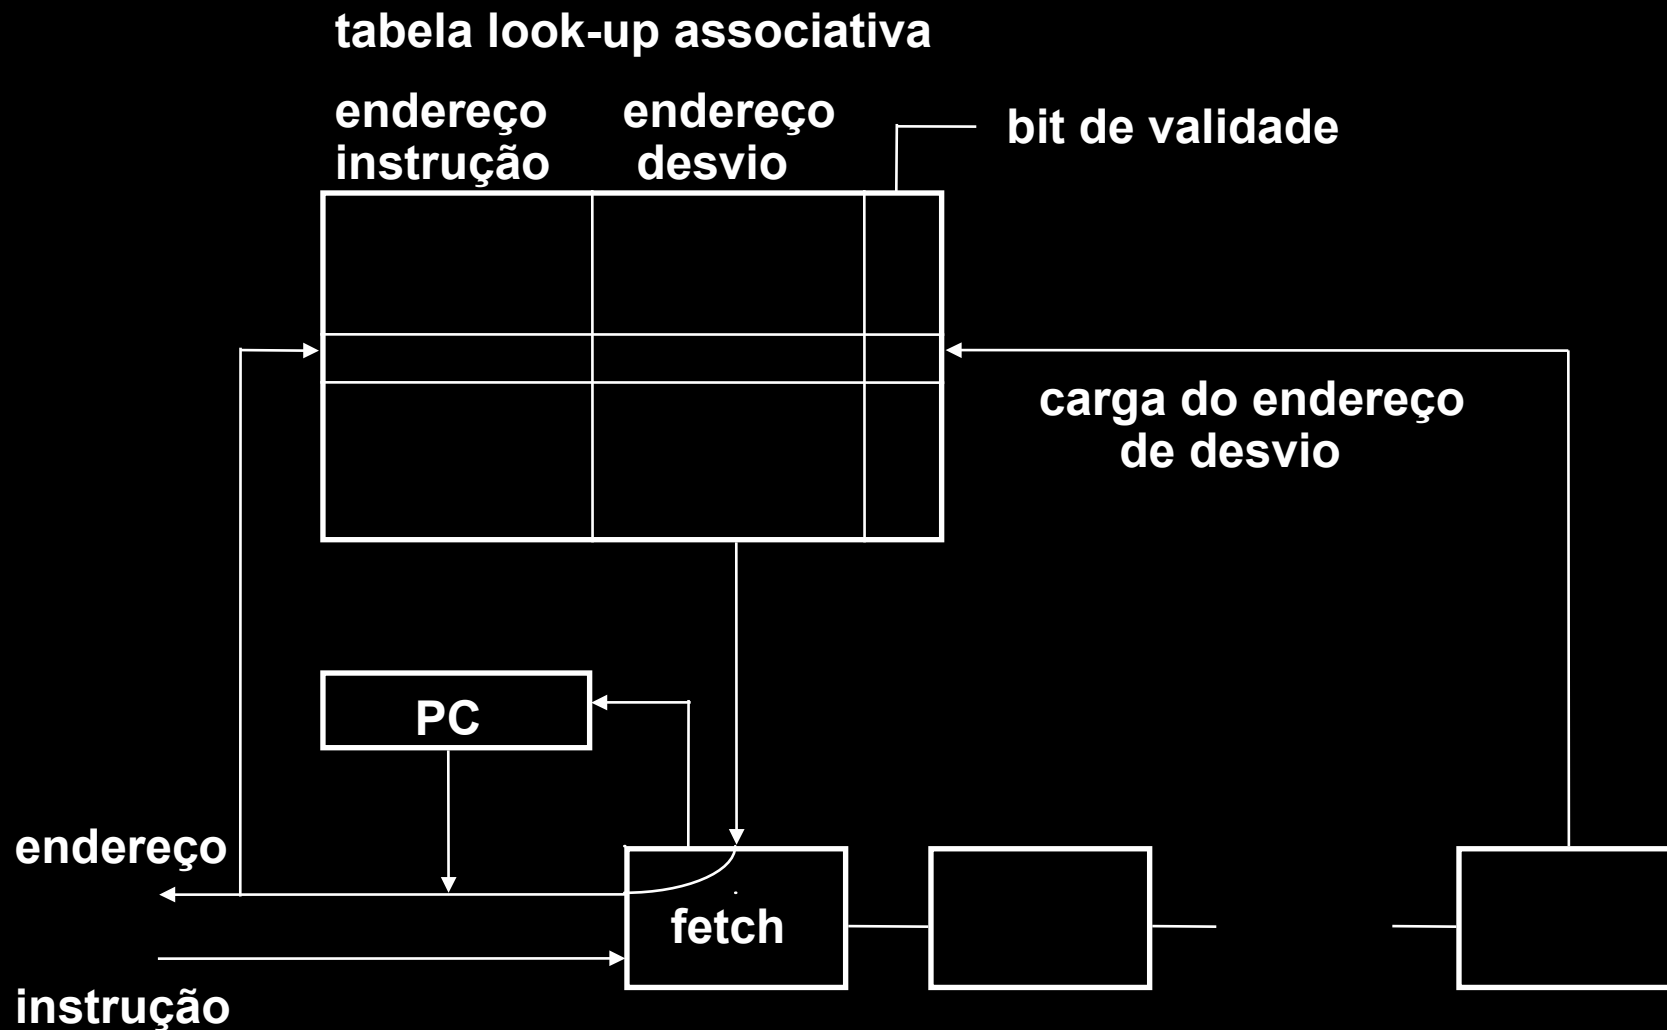 tabela look-up associativa
endereço
instrução
endereço
desvio
bit de validade
carga do endereço
de desvio
PC
endereço
fetch
instrução